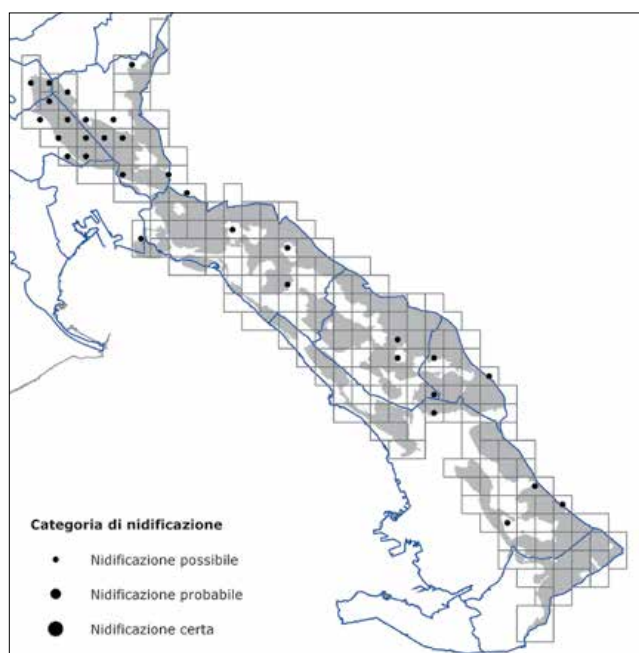 Categoria di nidificazione
Nidificazione possibile
Nidificazione probabile
Nidificazione certa